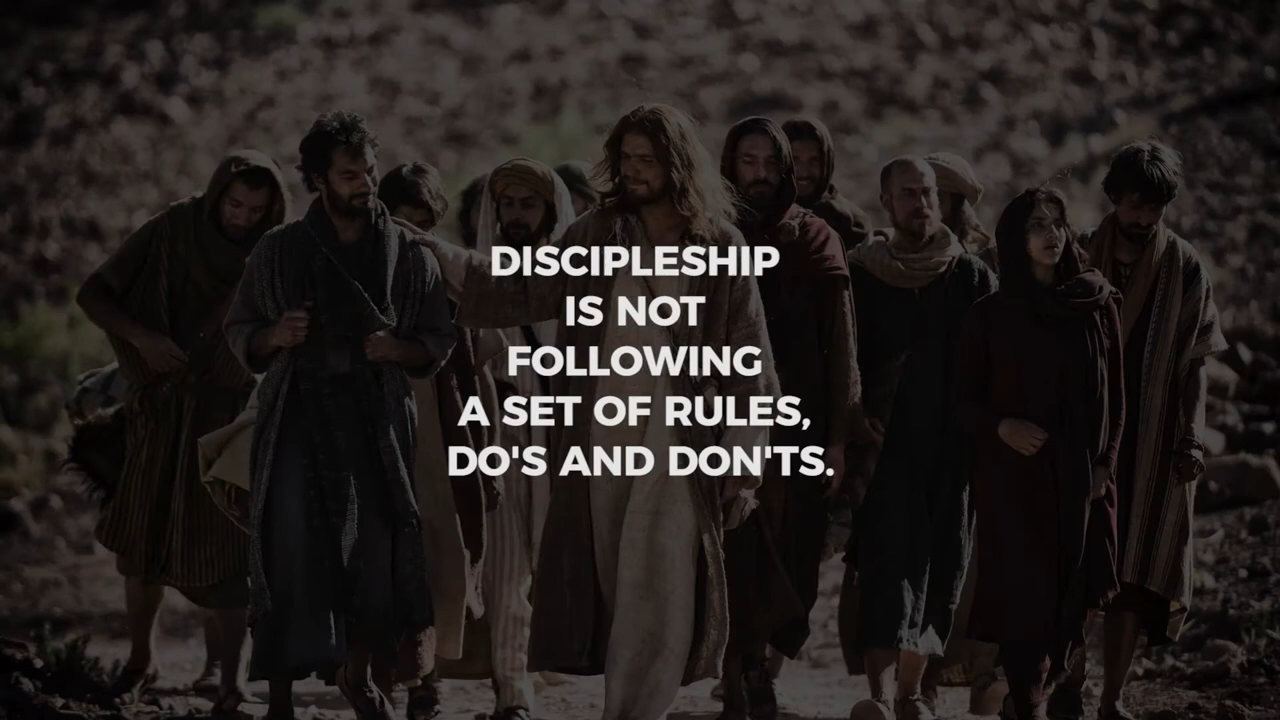 DISCIPLESHIP
IS NOT
FOLLOWING
A SET OF RULES,
DO'S AND DON'TS.